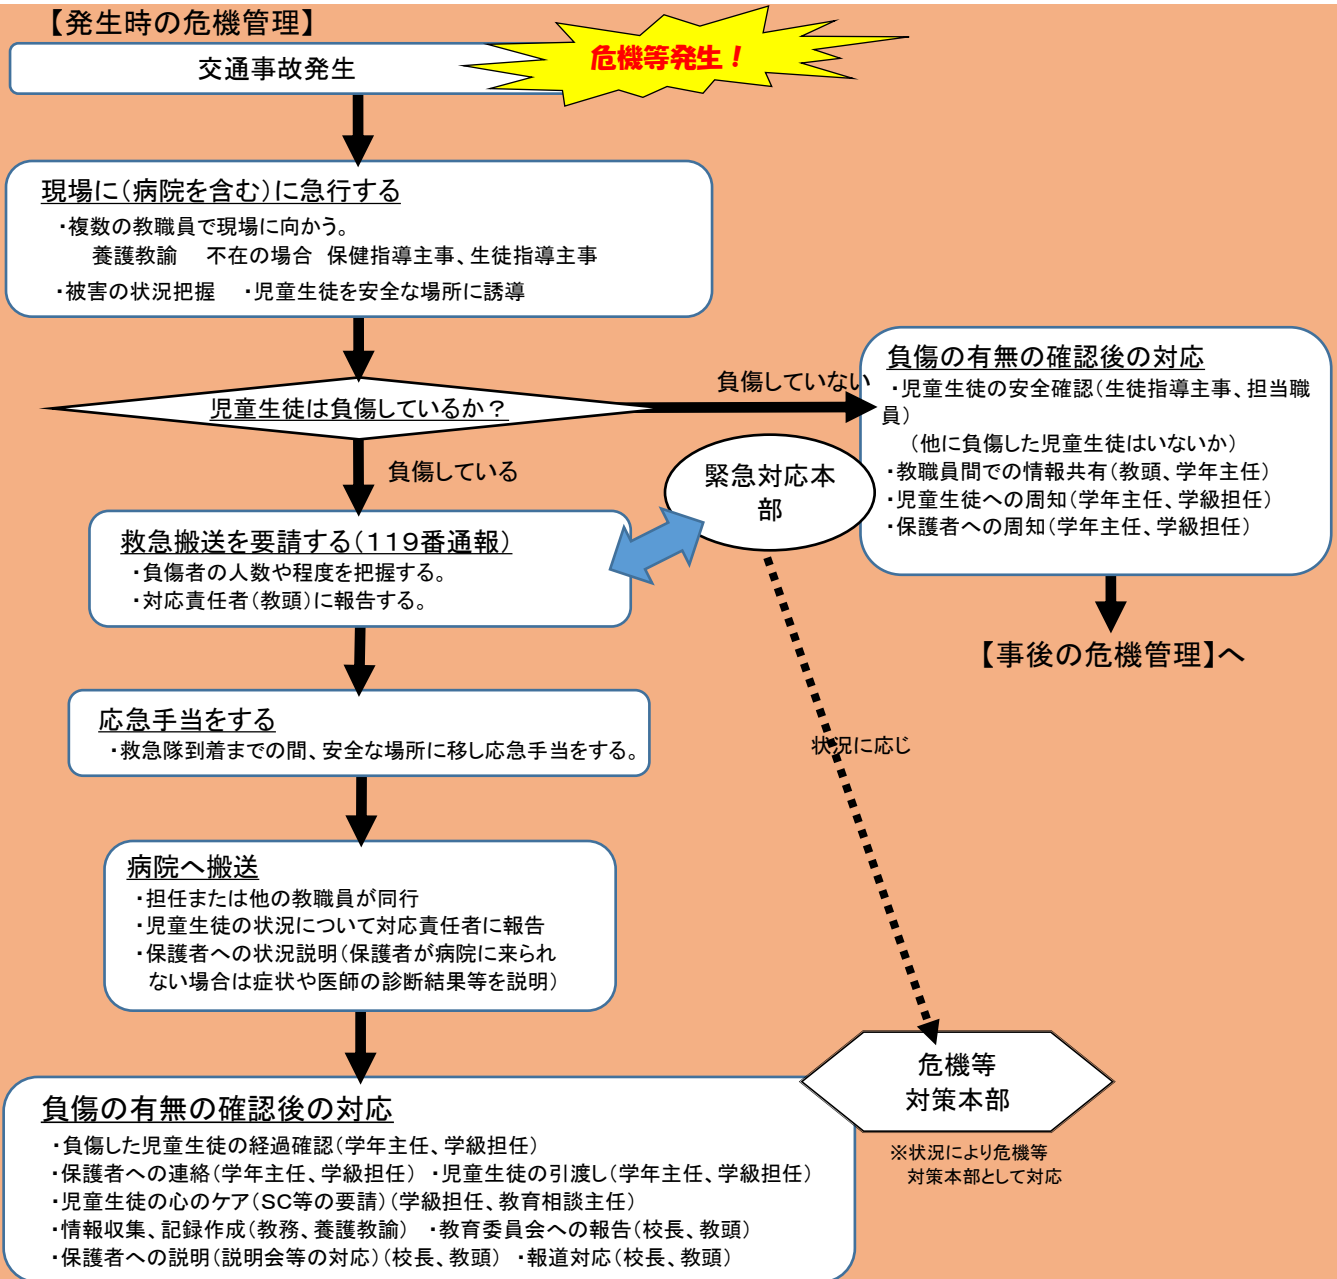 【発生時の危機管理】
危機等発生！
交通事故発生
現場に（病院を含む）に急行する
・複数の教職員で現場に向かう。
養護教諭　不在の場合　保健指導主事、生徒指導主事
・被害の状況把握　・児童生徒を安全な場所に誘導
児童生徒は負傷しているか？
負傷していない
負傷の有無の確認後の対応
・児童生徒の安全確認（生徒指導主事、担当職
員）
（他に負傷した児童生徒はいないか）
・教職員間での情報共有（教頭、学年主任）
・児童生徒への周知（学年主任、学級担任）
・保護者への周知（学年主任、学級担任）
【事後の危機管理】へ
負傷している
緊急対応本
部
救急搬送を要請する（１１９番通報）
・負傷者の人数や程度を把握する。
・対応責任者（教頭）に報告する。
応急手当をする
・救急隊到着までの間、安全な場所に移し応急手当をする。
状況に応じ
病院へ搬送
・担任または他の教職員が同行
・児童生徒の状況について対応責任者に報告
・保護者への状況説明（保護者が病院に来られ
ない場合は症状や医師の診断結果等を説明）
危機等
対策本部
※状況により危機等
対策本部として対応
負傷の有無の確認後の対応
・負傷した児童生徒の経過確認（学年主任、学級担任）
・保護者への連絡（学年主任、学級担任）　・児童生徒の引渡し（学年主任、学級担任）
・児童生徒の心のケア（ＳＣ等の要請）（学級担任、教育相談主任）
・情報収集、記録作成（教務、養護教諭）　・教育委員会への報告（校長、教頭）
・保護者への説明（説明会等の対応）（校長、教頭）　・報道対応（校長、教頭）